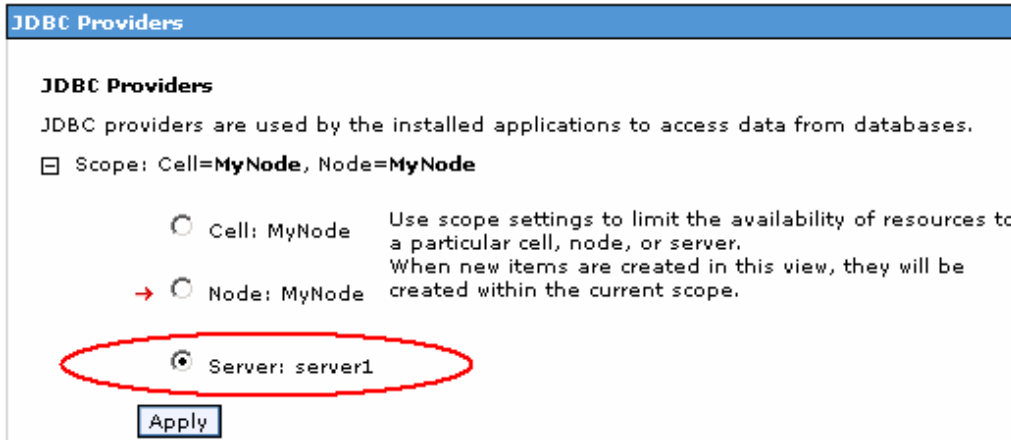 JDBC Providers
JDBC Providers
JDBC providers are used by the installed applications to access data from databases.
Scope: Cell=MyNode, Node=MyNode
Cell: MyNode
Use scope settings to limit the availability of resources to
a particular cell, node, or server.
When new items are created in this view, they will be
Node: MyNode
created within the current scope.
Server: server1
Apply